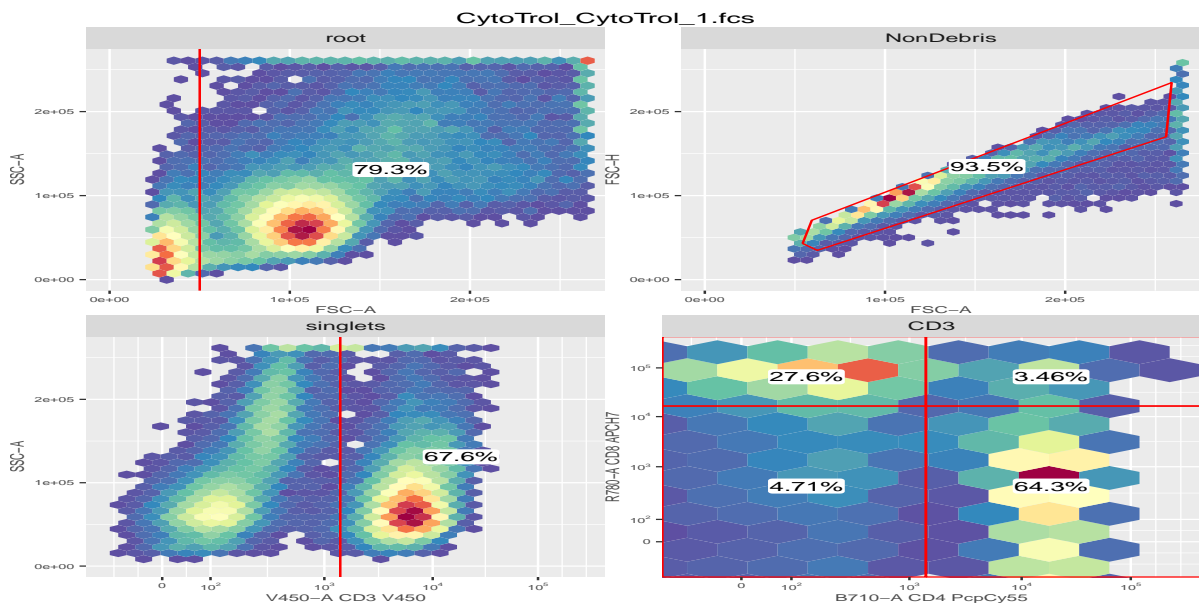 CytoTrol_CytoTrol_1.fcs
root
NonDebris
SSC-A
2e+05
1e+05
0e+00
79.3%
0e+00
1e+05
2e+05
FSC-A
FSC-H
2e+05
1e+05
0e+00
93.5%
0e+00
1e+05
2e+05
FSC-A
singlets
CD3
SSC-A
2e+05
1e+05
0e+00
67.6%
0
10²
10³
10⁴
10⁵
V450-A CD3 V450
R780-A CD8 APCH7
10⁵
10⁴
10³
10²
0
27.6%
3.46%
4.71%
64.3%
0
10²
10³
10⁴
10⁵
B710-A CD4 PcpCy55